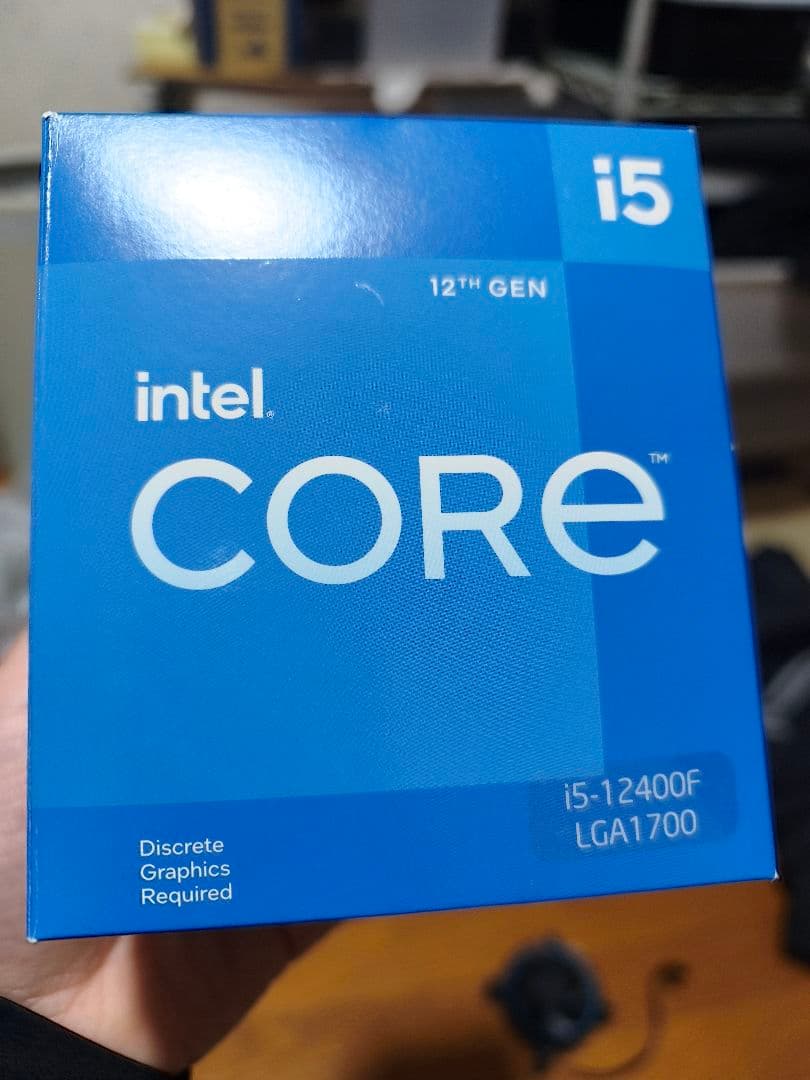 i5
12TH GEN
intel®
CORe™
i5-12400F
LGA1700
Discrete
Graphics
Required